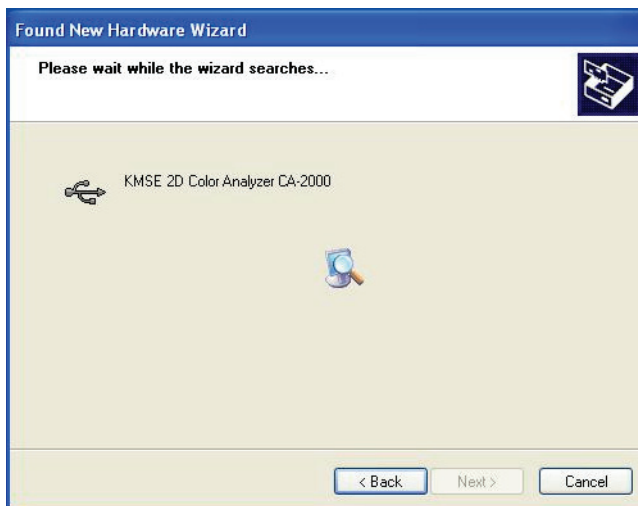 Found New Hardware Wizard
Please wait while the wizard searches...
KMSE 2D Color Analyzer CA-2000
< Back
Next >
Cancel